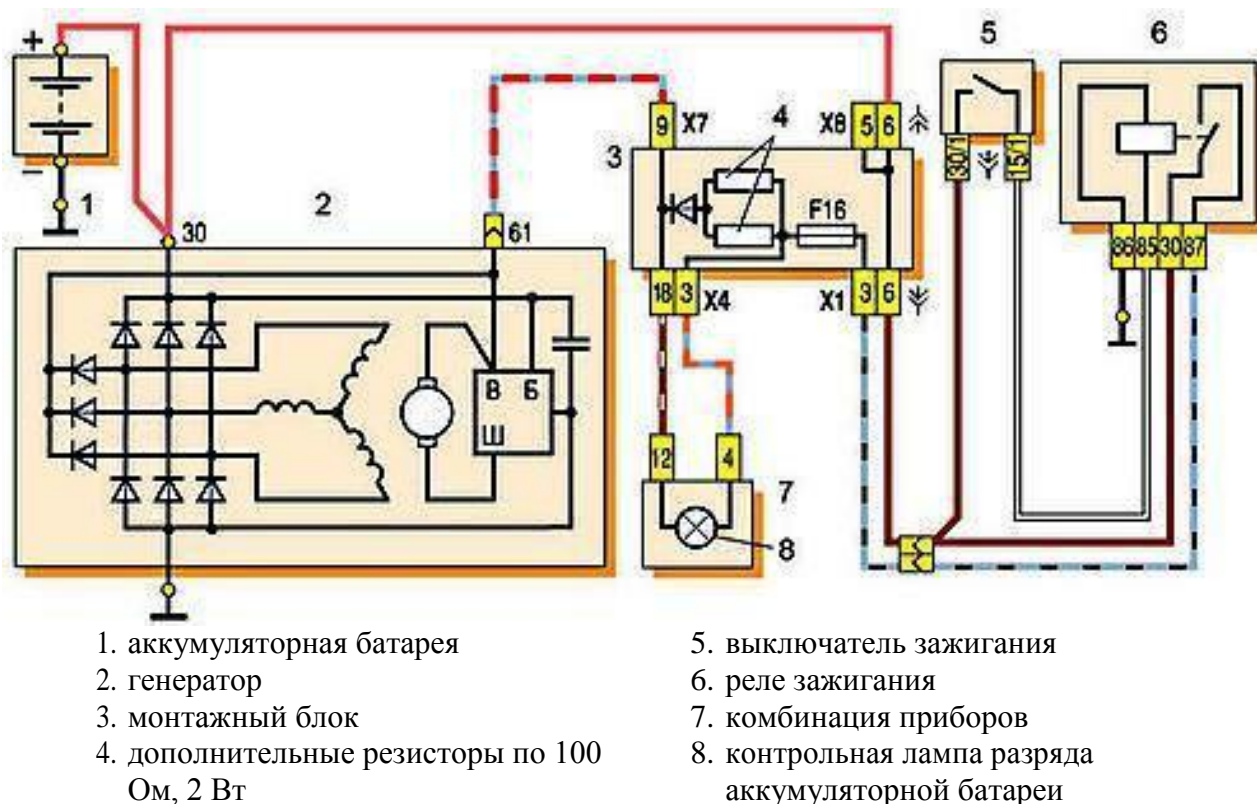 +
5
6
9 X7
4
X8 5 6
3
30/1
15/1
−
1
2
F16
30
61
86 85 30 87
18 3 X4
X1 3 6
В Б
Ш
12
4
7
8
1. аккумуляторная батарея
2. генератор
3. монтажный блок
4. дополнительные резисторы по 100
Ом, 2 Вт
5. выключатель зажигания
6. реле зажигания
7. комбинация приборов
8. контрольная лампа разряда
аккумуляторной батареи